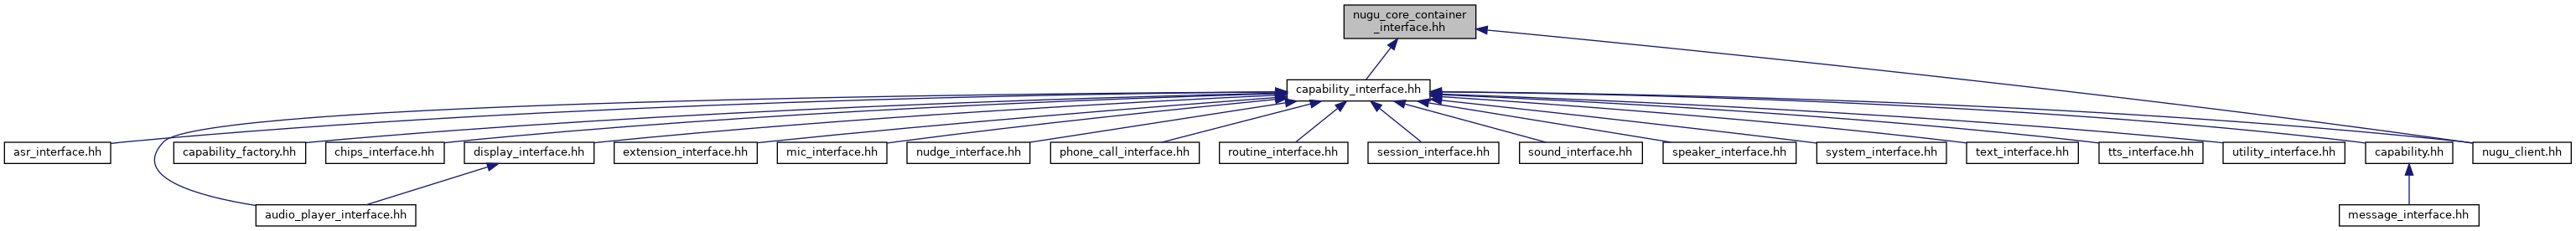 nugu_core_container
_interface.hh
capability_interface.hh
asr_interface.hh
capability_factory.hh
chips_interface.hh
display_interface.hh
extension_interface.hh
mic_interface.hh
nudge_interface.hh
phone_call_interface.hh
routine_interface.hh
session_interface.hh
sound_interface.hh
speaker_interface.hh
system_interface.hh
text_interface.hh
tts_interface.hh
utility_interface.hh
capability.hh
nugu_client.hh
audio_player_interface.hh
message_interface.hh